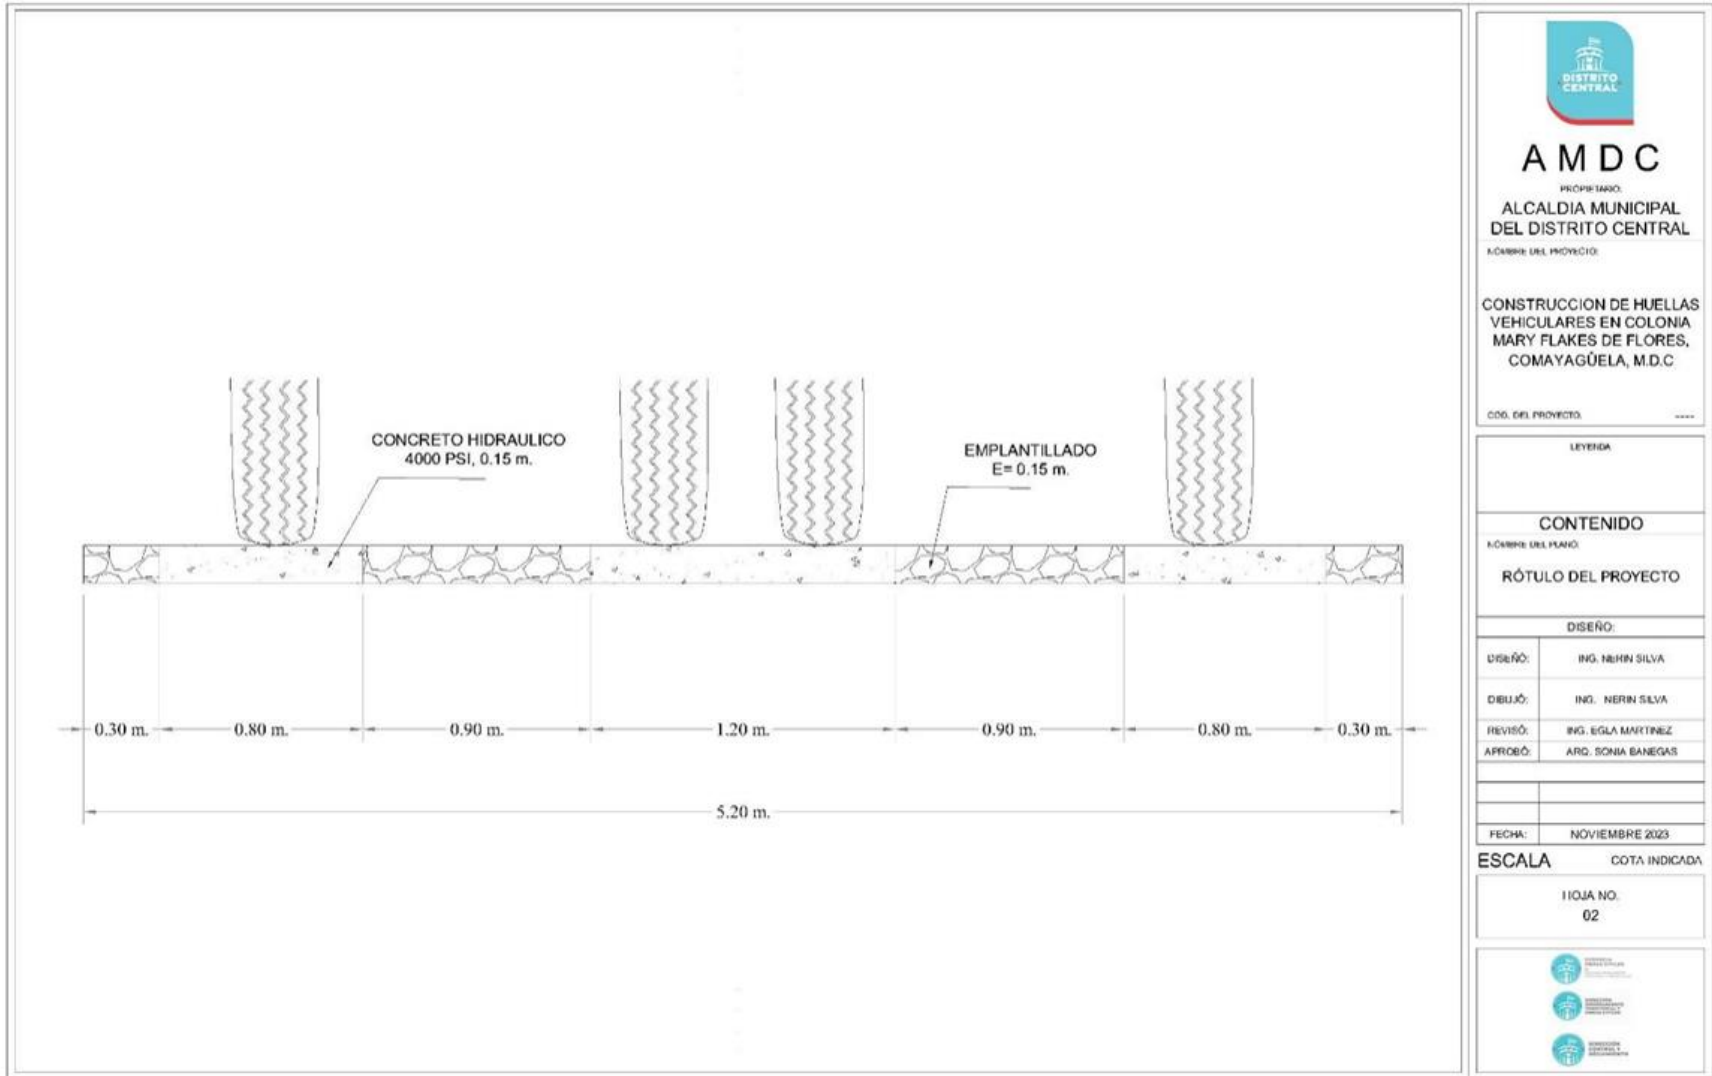 CONCRETO HIDRAULICO
4000 PSI, 0.15 m.
EMPLANTILLADO
E= 0.15 m.
0.30 m.
0.80 m.
0.90 m.
1.20 m.
0.90 m.
0.80 m.
0.30 m.
5.20 m.
DISTRITO
CENTRAL
A M D C
PROPIETARIO:
ALCALDIA MUNICIPAL
DEL DISTRITO CENTRAL
NOMBRE DEL PROYECTO:
CONSTRUCCION DE HUELLAS
VEHICULARES EN COLONIA
MARY FLAKES DE FLORES,
COMAYAGÜELA, M.D.C
COD. DEL PROYECTO: ----
LEYENDA
CONTENIDO
NOMBRE DEL PLANO:
RÓTULO DEL PROYECTO
DISEÑO:
DISEÑO: ING. NERIN SILVA
DIBUJÓ: ING. NERIN SILVA
REVISÓ: ING. EGLA MARTINEZ
APROBÓ: ARQ. SONIA BANEGAS
FECHA: NOVIEMBRE 2023
ESCALA COTA INDICADA
HOJA NO.
02